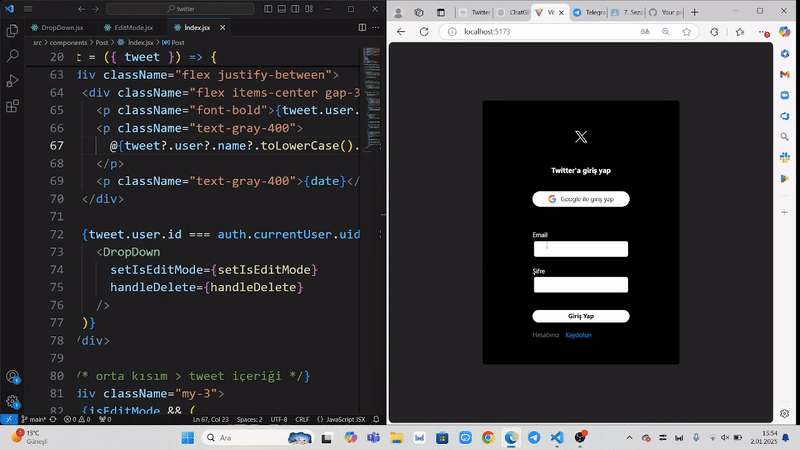 twitter
DropDown.jsx
EditMode.jsx
İndex.jsx
src > components > Post > İndex.jsx > Post
20 t = ({ tweet }) => {
63 div className="flex justify-between">
64 <div className="flex items-center gap-3
65 <p className="font-bold">{tweet.user.
66 <p className="text-gray-400">
67 @{tweet?.user?.name?.toLowerCase().
68 </p>
69 <p className="text-gray-400">{date}</
70 </div>
71
72 {tweet.user.id === auth.currentUser.uid
73 <DropDown
74 setIsEditMode={setIsEditMode}
75 handleDelete={handleDelete}
76 />
77 )}
78 /div>
79
80 /* orta kısım > tweet içeriği */}
81 div className="my-3">
82 {isEditMode && (
main*
0 0
0
Ln 67, Col 23
Spaces: 2
UTF-8
CRLF
{} JavaScript JSX
Twitter
ChatG
Vi
Telegra
7. Sez
Your p
localhost:5173
Twitter'a giriş yap
Google ile giriş yap
Email
Şifre
Giriş Yap
Hesabınız
Kaydolun
15°C
Güneşli
Ara
15:54
2.01.2025